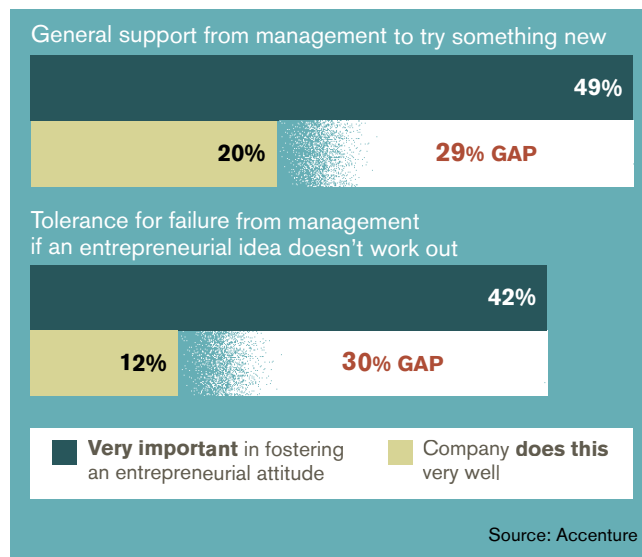 General support from management to try something new
49%
20%
29% GAP
Tolerance for failure from management
if an entrepreneurial idea doesn't work out
42%
12%
30% GAP
Very important in fostering
an entrepreneurial attitude
Company does this
very well
Source: Accenture